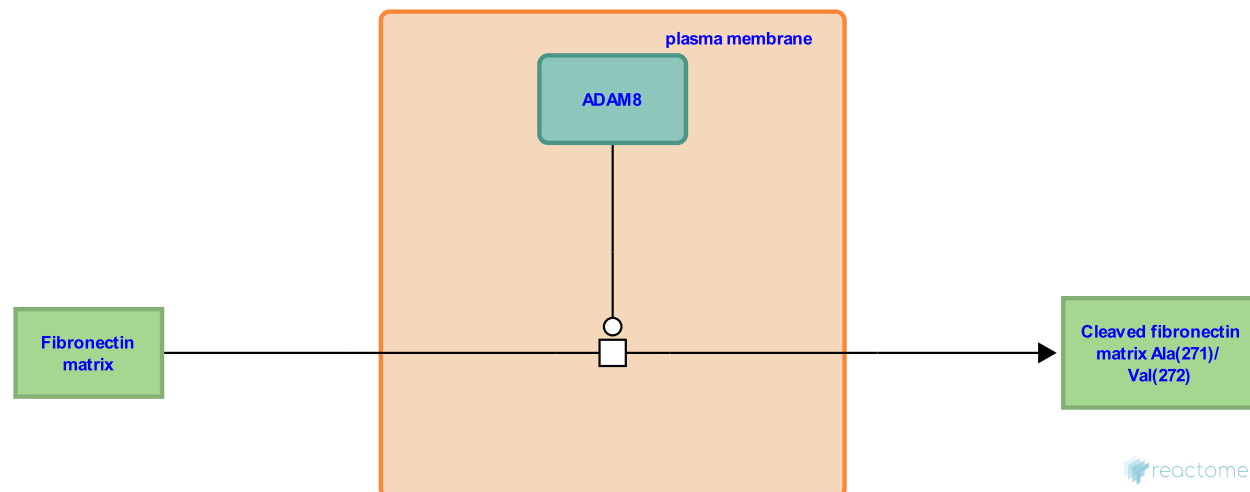 plasma membrane
ADAM8
Fibronectin
matrix
Cleaved fibronectin
matrix Ala(271)/
Val(272)
reactome